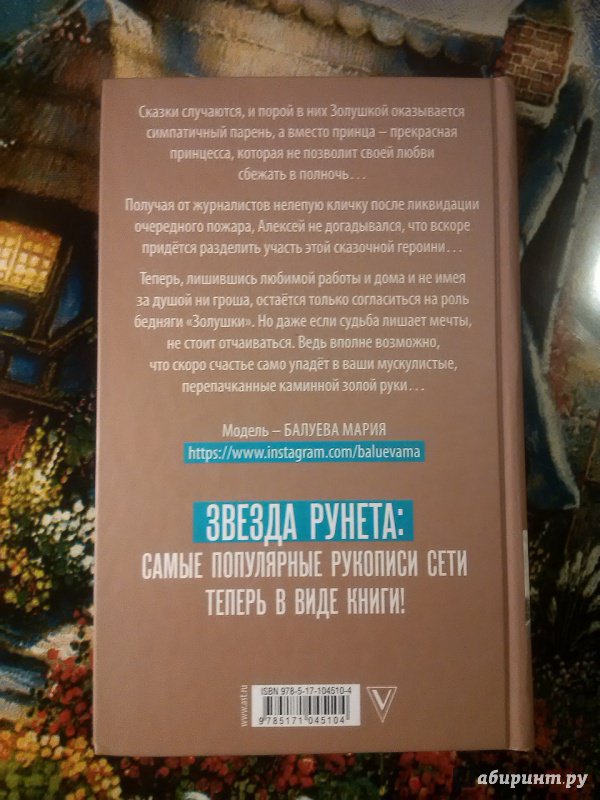 Сказки случаются, и порой в них Золушкой оказывается
симпатичный парень, а вместо принца – прекрасная
принцесса, которая не позволит своей любви
сбежать в полночь…
Получая от журналистов нелепую кличку после ликвидации
очередного пожара, Алексей не догадывался, что вскоре
придётся разделить участь этой сказочной героини…
Теперь, лишившись любимой работы и дома и не имея
за душой ни гроша, остаётся только согласиться на роль
бедняги «Золушки». Но даже если судьба лишает мечты,
не стоит отчаиваться. Ведь вполне возможно,
что скоро счастье само упадёт в ваши мускулистые,
перепачканные каминной золой руки…
Модель – БАЛУЕВА МАРИЯ
https://www.instagram.com/baluevama
ЗВЕЗДА РУНЕТА:
САМЫЕ ПОПУЛЯРНЫЕ РУКОПИСИ СЕТИ
ТЕПЕРЬ В ВИДЕ КНИГИ!
www.ast.ru
ISBN 978-5-17-104510-4
9785171045104
абиринт.ру